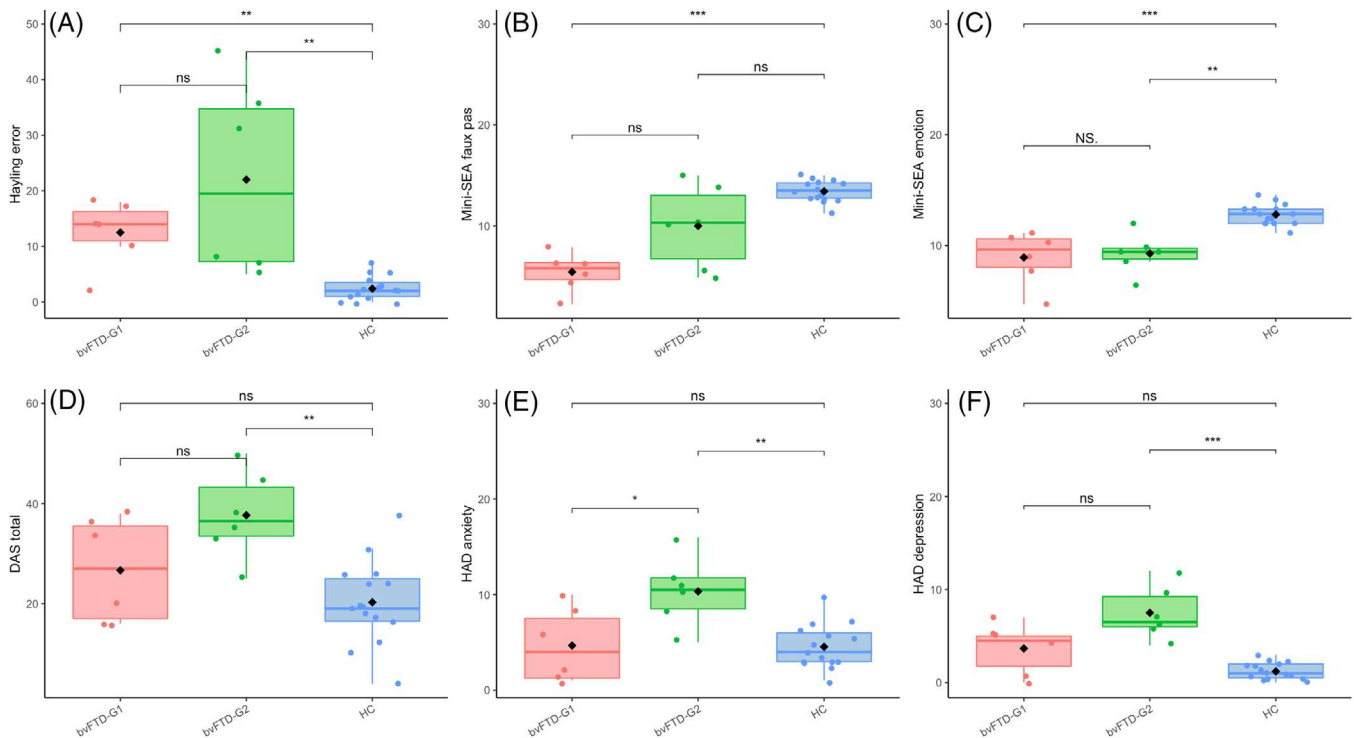 (A)
Hayling error
50
40
30
20
10
0
**
**
ns
bvFTD-G1
bvFTD-G2
HC
(B)
Mini-SEA faux pas
30
20
10
***
ns
ns
bvFTD-G1
bvFTD-G2
HC
(C)
Mini-SEA emotion
30
20
10
***
**
NS.
bvFTD-G1
bvFTD-G2
HC
(D)
DAS total
60
40
20
ns
**
ns
bvFTD-G1
bvFTD-G2
HC
(E)
HAD anxiety
30
20
10
0
ns
**
*
bvFTD-G1
bvFTD-G2
HC
(F)
HAD depression
30
20
10
0
ns
***
ns
bvFTD-G1
bvFTD-G2
HC